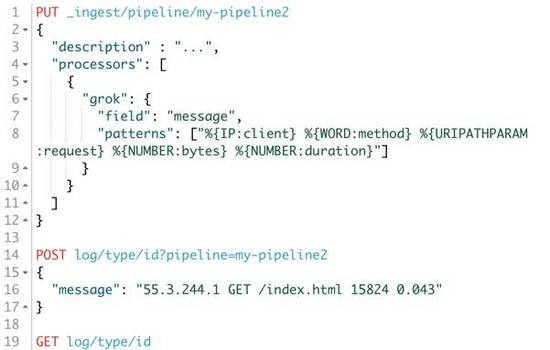 1 PUT _ingest/pipeline/my-pipeline2
2 {
3 "description" : "...",
4 "processors": [
5 {
6 "grok": {
7 "field": "message",
8 "patterns": ["%{IP:client} %{WORD:method} %{URIPATHPARAM
:request} %{NUMBER:bytes} %{NUMBER:duration}"]
9 }
10 }
11 ]
12 }
13
14 POST log/type/id?pipeline=my-pipeline2
15 {
16 "message": "55.3.244.1 GET /index.html 15824 0.043"
17 }
18
19 GET log/type/id